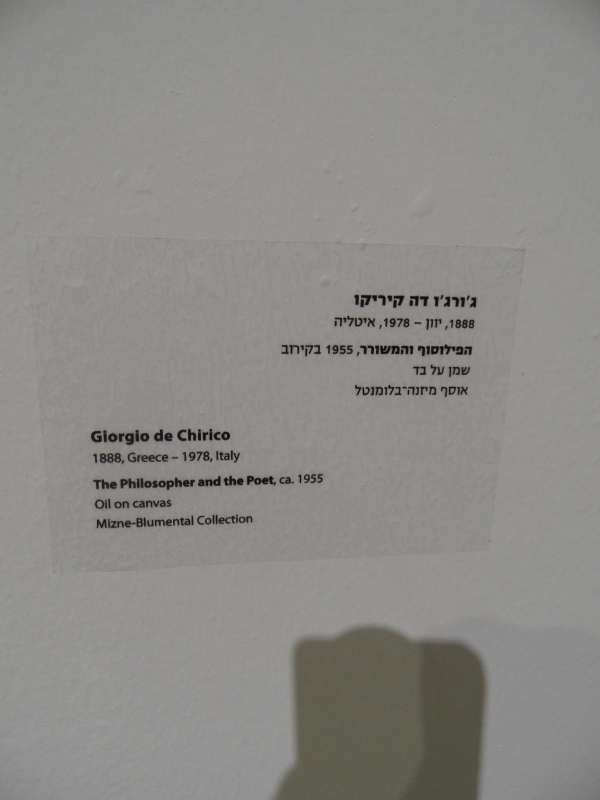 ג'ורג'ו דה קיריקו
1888, יוון – 1978, איטליה
הפילוסוף והמשורר, 1955 בקירוב
שמן על בד
אוסף מיזנה־בלומנטל
Giorgio de Chirico
1888, Greece – 1978, Italy
The Philosopher and the Poet, ca. 1955
Oil on canvas
Mizne-Blumental Collection